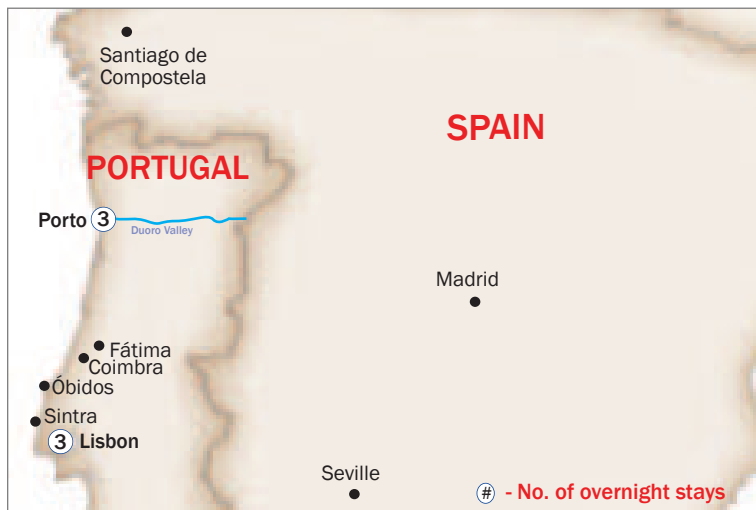 Santiago de
Compostela
SPAIN
PORTUGAL
Porto 3
Duoro Valley
Madrid
Fátima
Coimbra
Óbidos
Sintra
3 Lisbon
Seville
# - No. of overnight stays